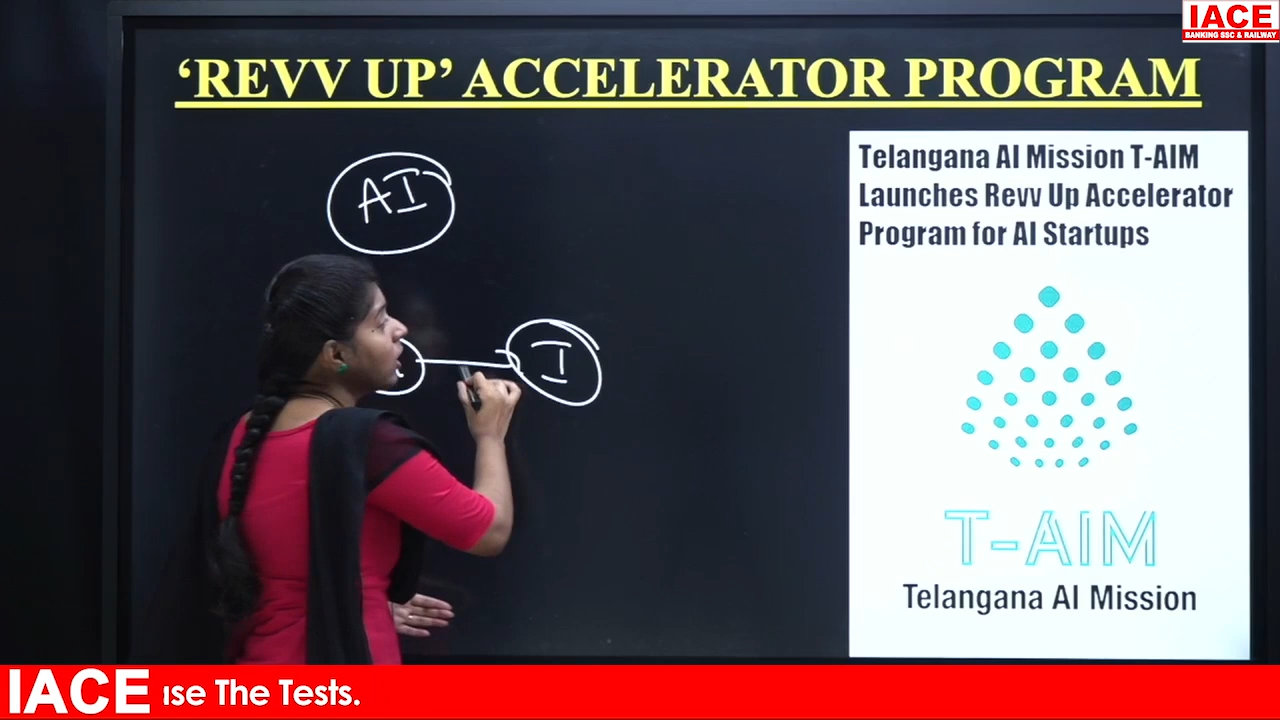 IACE
BANKING SSC & RAILWAY
‘REVV UP’ ACCELERATOR PROGRAM
AI
I
Telangana AI Mission T-AIM
Launches Revv Up Accelerator
Program for AI Startups
T-AIM
Telangana AI Mission
IACE
se The Tests.